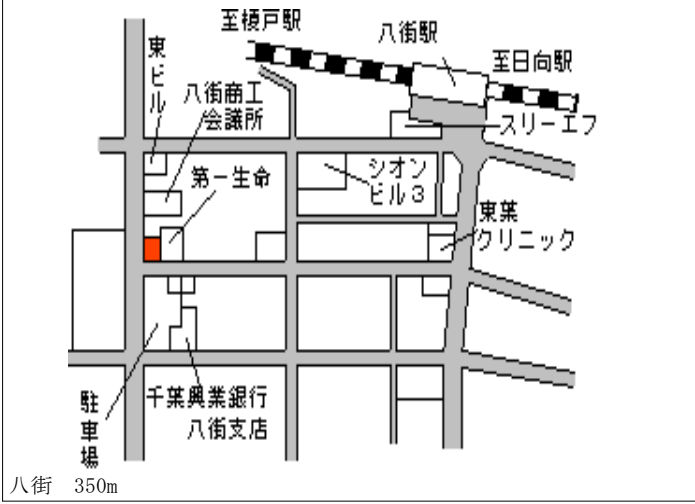 至榎戸駅
八街駅
至日向駅
東ビル
八街商工
会議所
スリーエフ
第一生命
シオン
ビル3
東葉
クリニック
千葉興業銀行
八街支店
駐車場
八街　350m